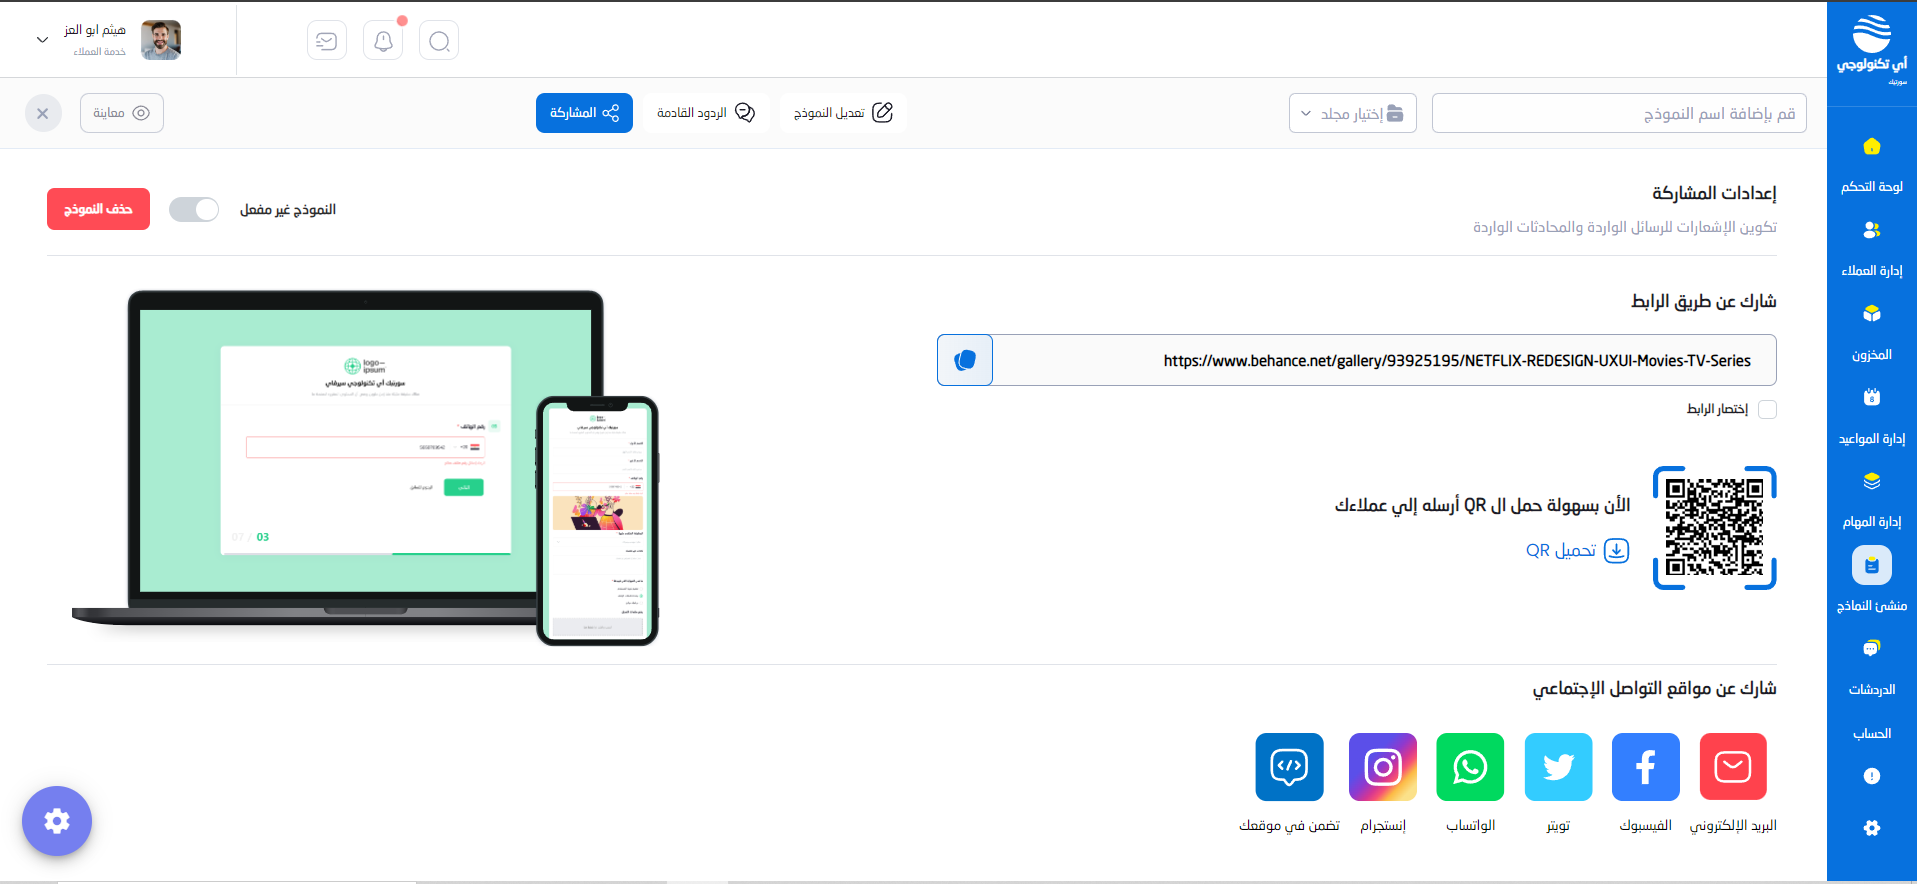 أي تكنولوجي
سورتيك
هيثم ابو العز
خدمة العملاء
قم بإضافة اسم النموذج
إختيار مجلد
تعديل النموذج
الردود القادمة
المشاركة
معاينة
لوحة التحكم
إدارة العملاء
المخزون
إدارة المواعيد
8
إدارة المهام
منشئ النماذج
الدردشات
الحساب
إعدادات المشاركة
تكوين الإشعارات للرسائل الواردة والمحادثات الواردة
النموذج غير مفعل
حذف النموذج
شارك عن طريق الرابط
https://www.behance.net/gallery/93925195/NETFLIX-REDESIGN-UXUI-Movies-TV-Series
إختصار الرابط
الأن بسهولة حمل ال QR أرسله إلي عملاءك
تحميل QR
logo
ipsum
سورتيك أي تكنولوجي سيرفاي
رقم الهاتف *
03 / 07
شارك عن مواقع التواصل الإجتماعي
البريد الإلكتروني
الفيسبوك
تويتر
الواتساب
إنستجرام
تضمن في موقعك